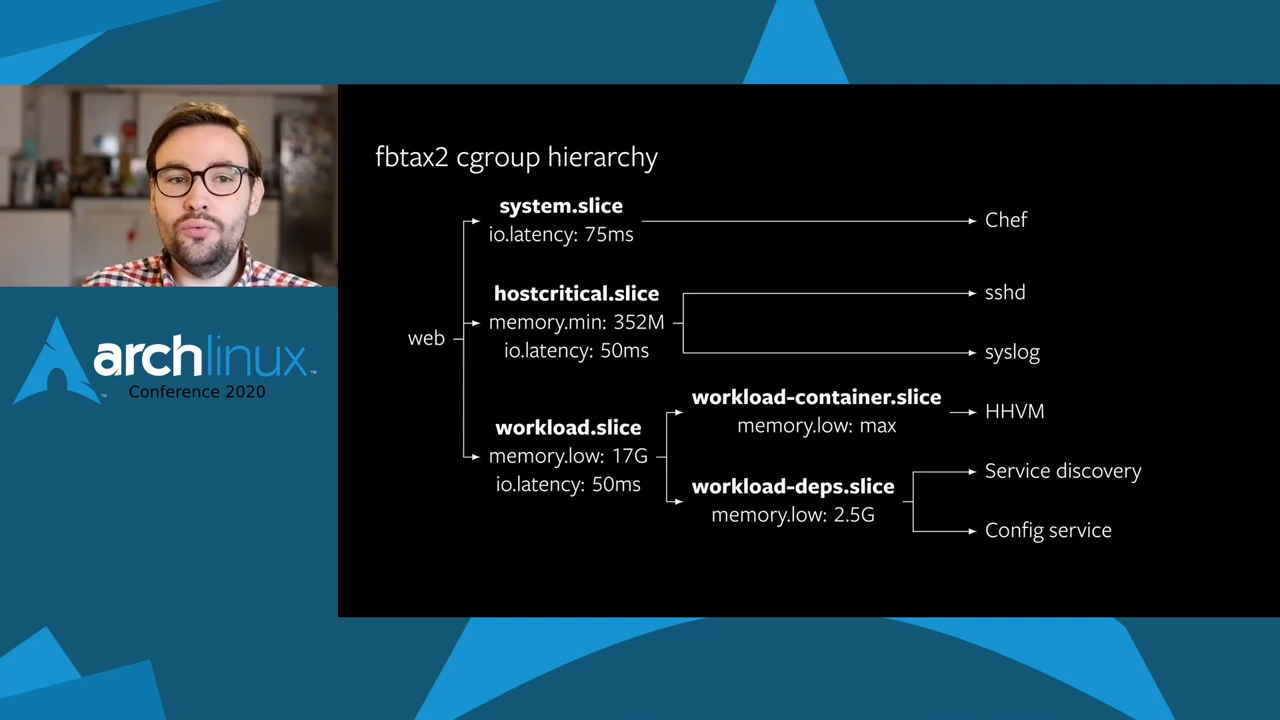 fbtax2 cgroup hierarchy
system.slice
io.latency: 75ms
Chef
hostcritical.slice
memory.min: 352M
io.latency: 50ms
sshd
syslog
web
workload.slice
memory.low: 17G
io.latency: 50ms
workload-container.slice
memory.low: max
HHVM
workload-deps.slice
memory.low: 2.5G
Service discovery
Config service
archlinux™
Conference 2020